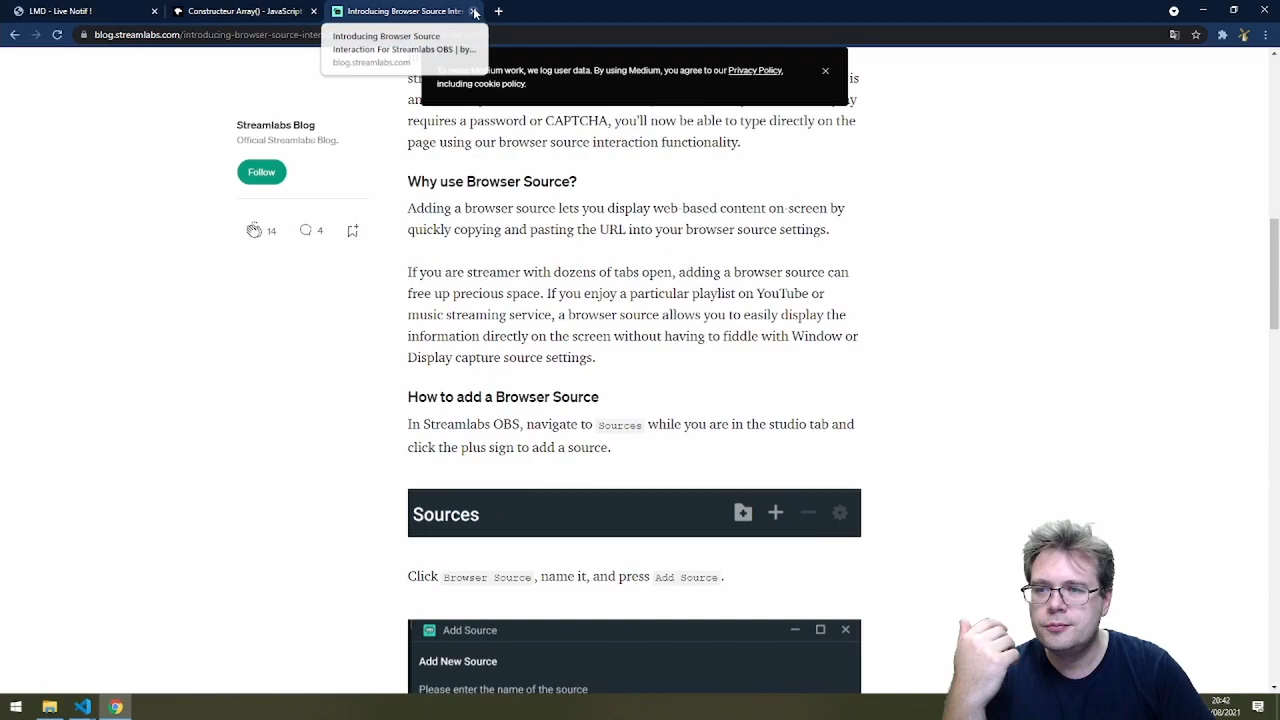 LMD - Live Notif !
Constructeur Array() - JavaScri
Introducing Browser Source Inter
blog.streamlabs.com/introducing-browser-source-inte
Introducing Browser Source
Interaction For Streamlabs OBS | by...
blog.streamlabs.com
To make Medium work, we log user data. By using Medium, you agree to our Privacy Policy,
including cookie policy.
is
requires a password or CAPTCHA, you'll now be able to type directly on the
page using our browser source interaction functionality.
Streamlabs Blog
Official Streamlabs Blog.
Follow
14
4
Why use Browser Source?
Adding a browser source lets you display web-based content on-screen by
quickly copying and pasting the URL into your browser source settings.
If you are streamer with dozens of tabs open, adding a browser source can
free up precious space. If you enjoy a particular playlist on YouTube or
music streaming service, a browser source allows you to easily display the
information directly on the screen without having to fiddle with Window or
Display capture source settings.
How to add a Browser Source
In Streamlabs OBS, navigate to Sources while you are in the studio tab and
click the plus sign to add a source.
Sources
Click Browser Source, name it, and press Add Source.
Add Source
Add New Source
Please enter the name of the source
20:42
/08/2021